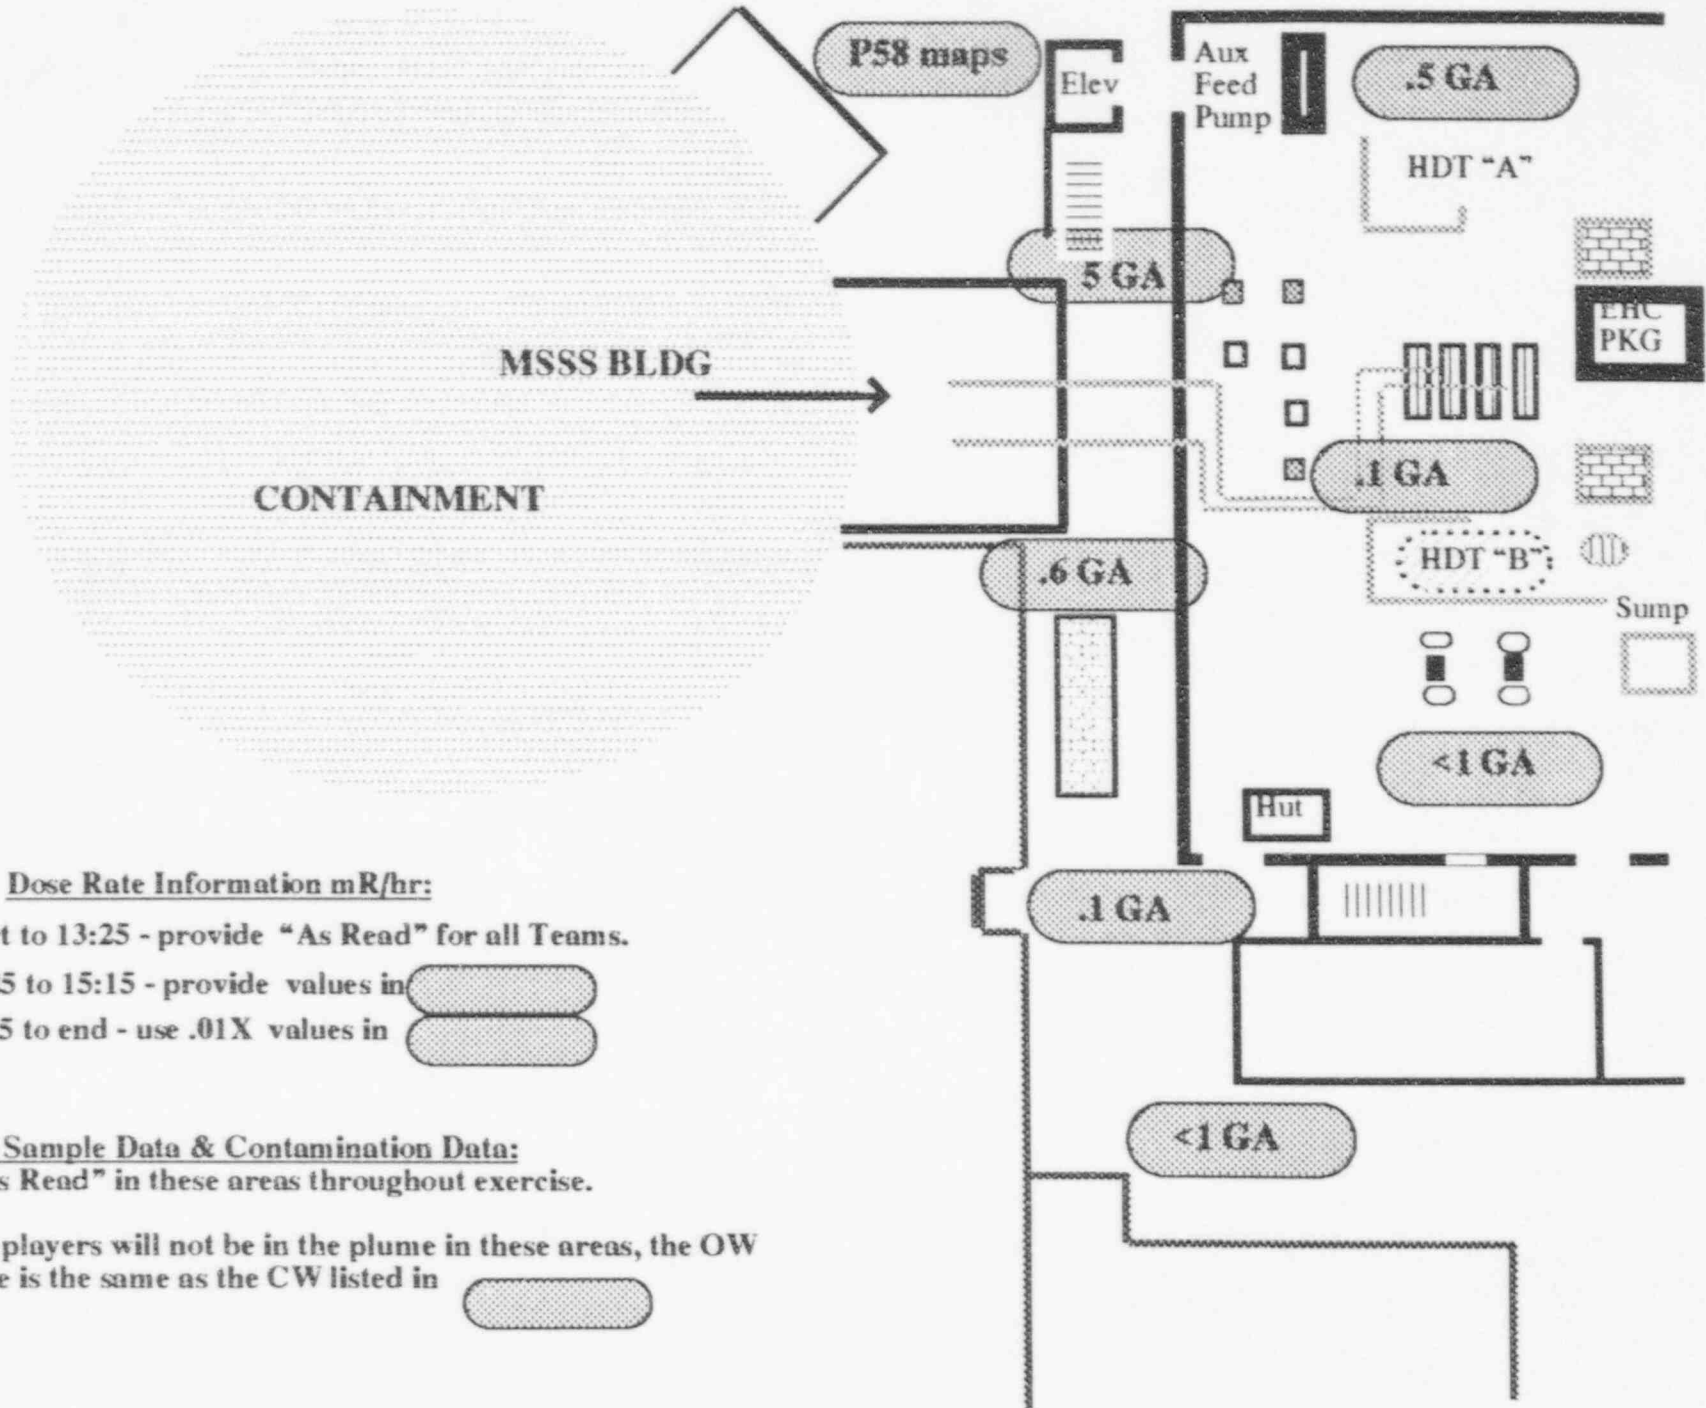 P58 maps
Elev
Aux
Feed
Pump
.5 GA
HDT "A"
5 GA
EHC
PKG
MSSS BLDG
.1 GA
CONTAINMENT
HDT "B"
.6 GA
Sump
<1 GA
Hut
Dose Rate Information mR/hr:
t to 13:25 - provide "As Read" for all Teams.
.1 GA
5 to 15:15 - provide values in
5 to end - use .01X values in
<1 GA
Sample Data & Contamination Data:
s Read" in these areas throughout exercise.
players will not be in the plume in these areas, the OW
e is the same as the CW listed in